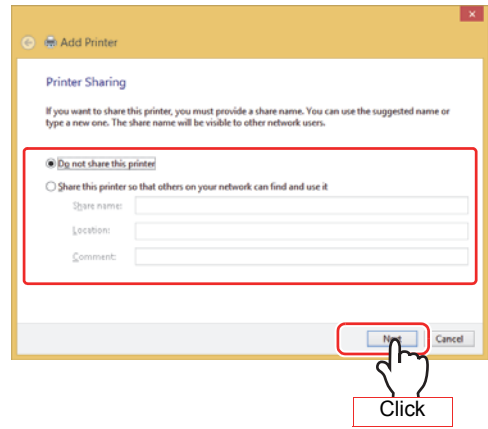 Add Printer
Printer Sharing
If you want to share this printer, you must provide a share name. You can use the suggested name or
type a new one. The share name will be visible to other network users.
Do not share this printer
Share this printer so that others on your network can find and use it
Share name:
Location:
Comment:
Next Cancel
Click